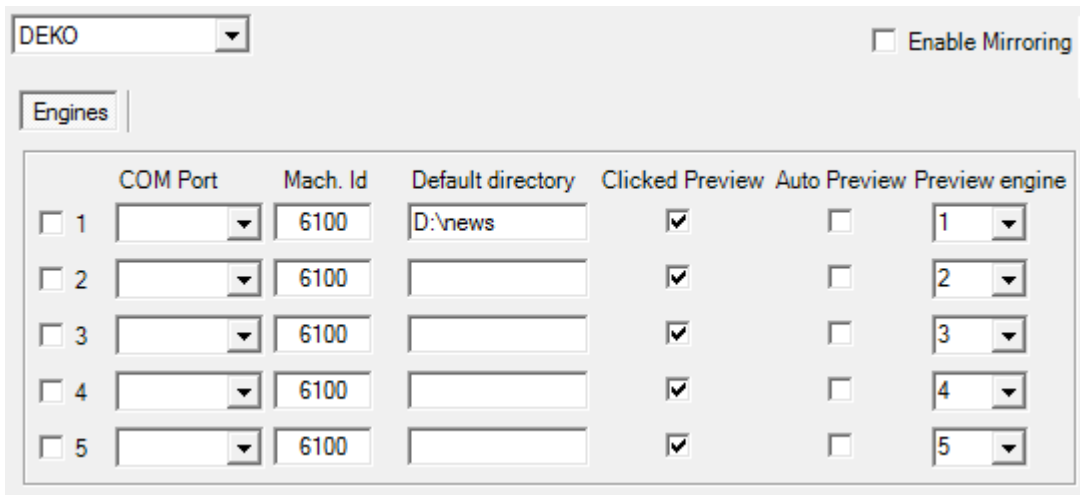 DEKO Enable Mirroring
Engines
COM Port Mach. Id Default directory Clicked Preview Auto Preview Preview engine
1 6100 D:\news 1
2 6100 2
3 6100 3
4 6100 4
5 6100 5